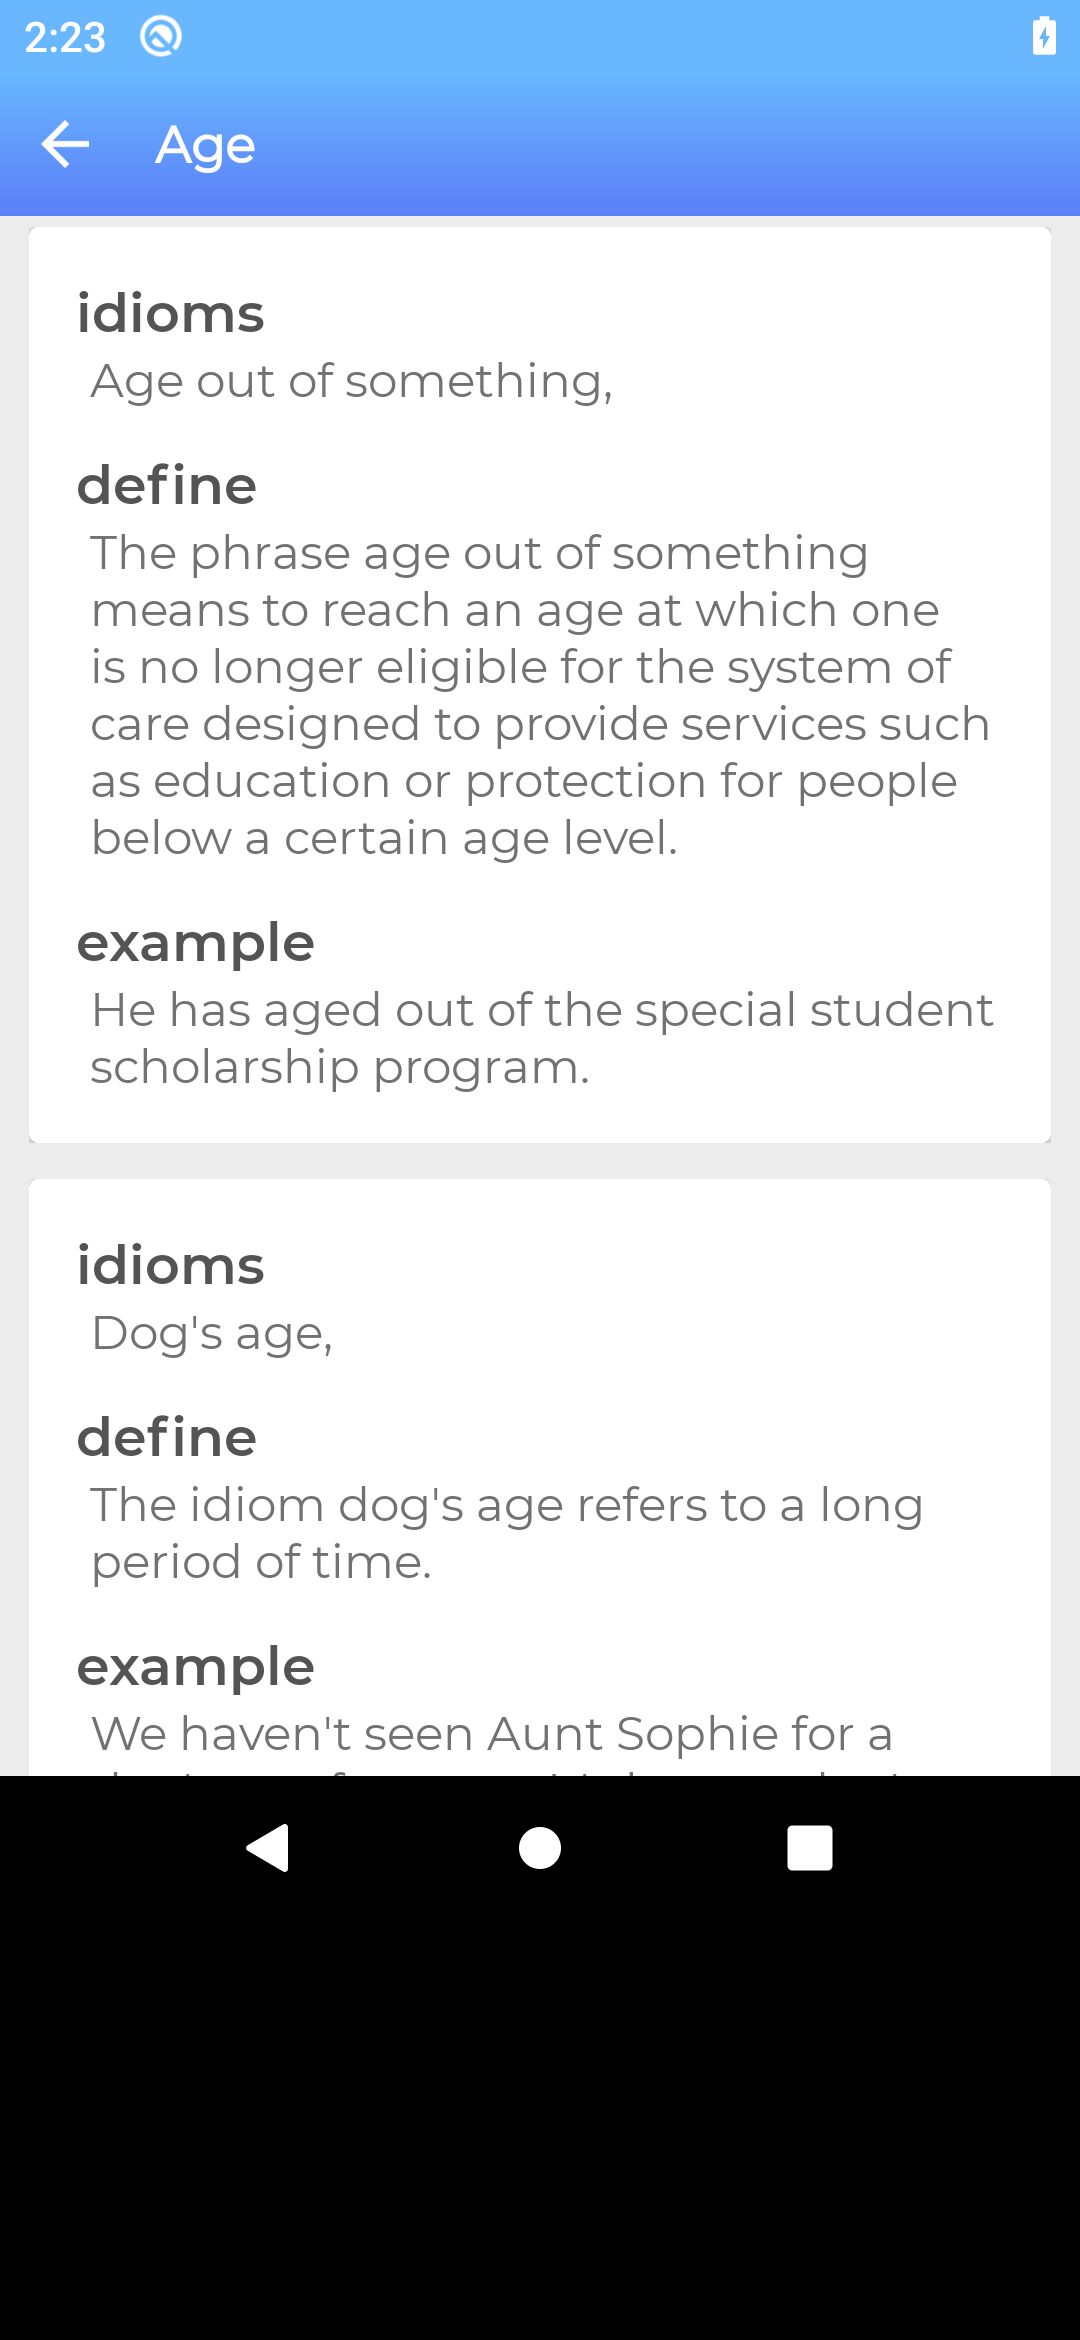 2:23
Age
idioms
Age out of something,
define
The phrase age out of something
means to reach an age at which one
is no longer eligible for the system of
care designed to provide services such
as education or protection for people
below a certain age level.
example
He has aged out of the special student
scholarship program.
idioms
Dog's age,
define
The idiom dog's age refers to a long
period of time.
example
We haven't seen Aunt Sophie for a